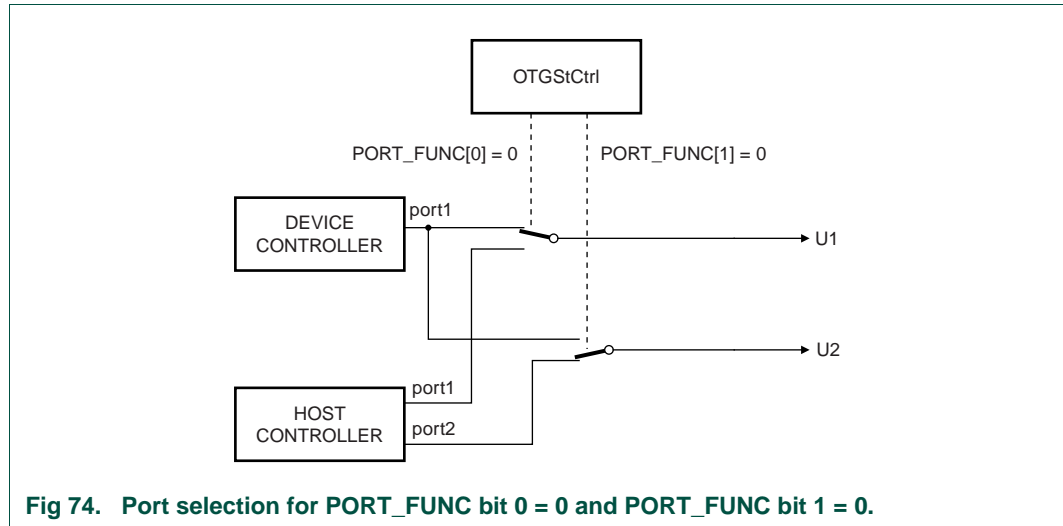 OTGStCtrl
PORT_FUNC[0] = 0 PORT_FUNC[1] = 0
port1
DEVICE
CONTROLLER
U1
U2
port1
HOST
CONTROLLER
port2
Fig 74. Port selection for PORT_FUNC bit 0 = 0 and PORT_FUNC bit 1 = 0.